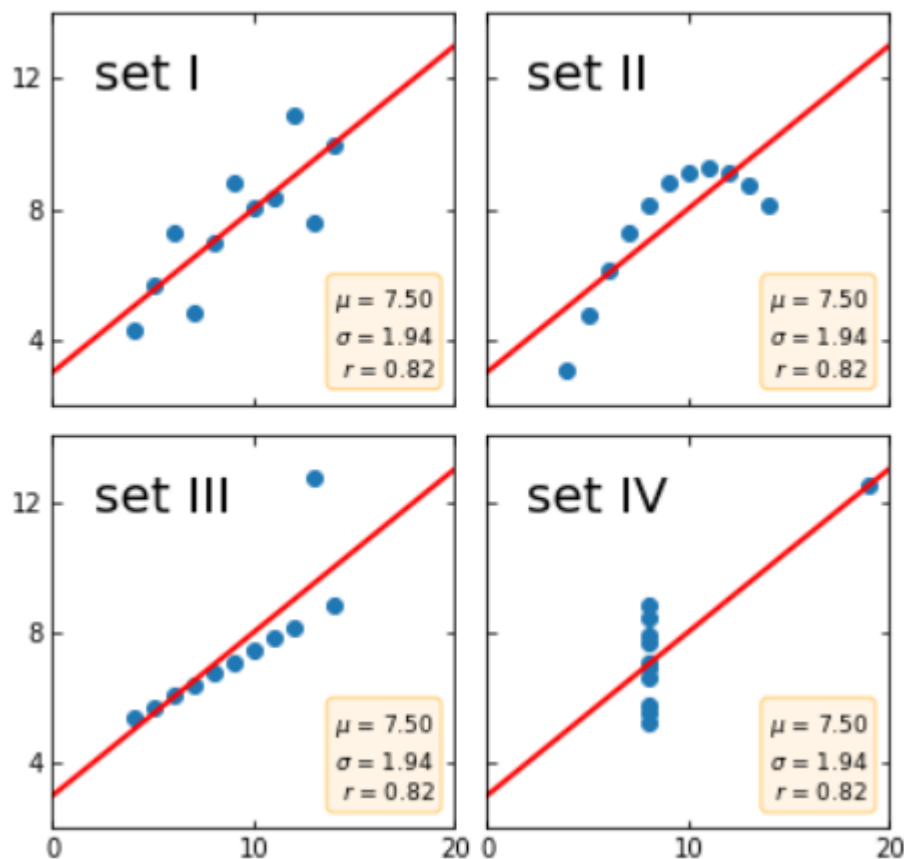 set I
12
8
4
μ = 7.50
σ = 1.94
r = 0.82
set II
μ = 7.50
σ = 1.94
r = 0.82
set III
12
8
4
μ = 7.50
σ = 1.94
r = 0.82
0 10 20
set IV
μ = 7.50
σ = 1.94
r = 0.82
0 10 20